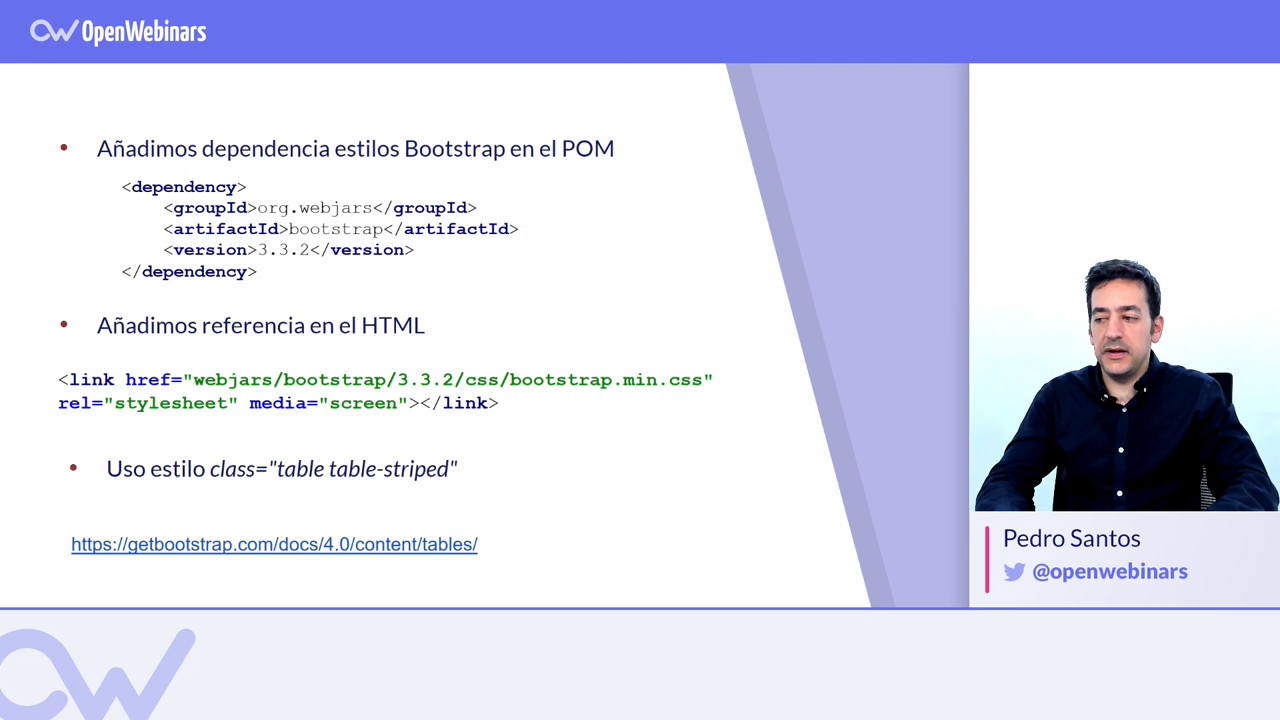 OpenWebinars
• Añadimos dependencia estilos Bootstrap en el POM
<dependency>
<groupId>org.webjars</groupId>
<artifactId>bootstrap</artifactId>
<version>3.3.2</version>
</dependency>
• Añadimos referencia en el HTML
<link href="webjars/bootstrap/3.3.2/css/bootstrap.min.css"
rel="stylesheet" media="screen"></link>
• Uso estilo class="table table-striped"
https://getbootstrap.com/docs/4.0/content/tables/
Pedro Santos
@openwebinars